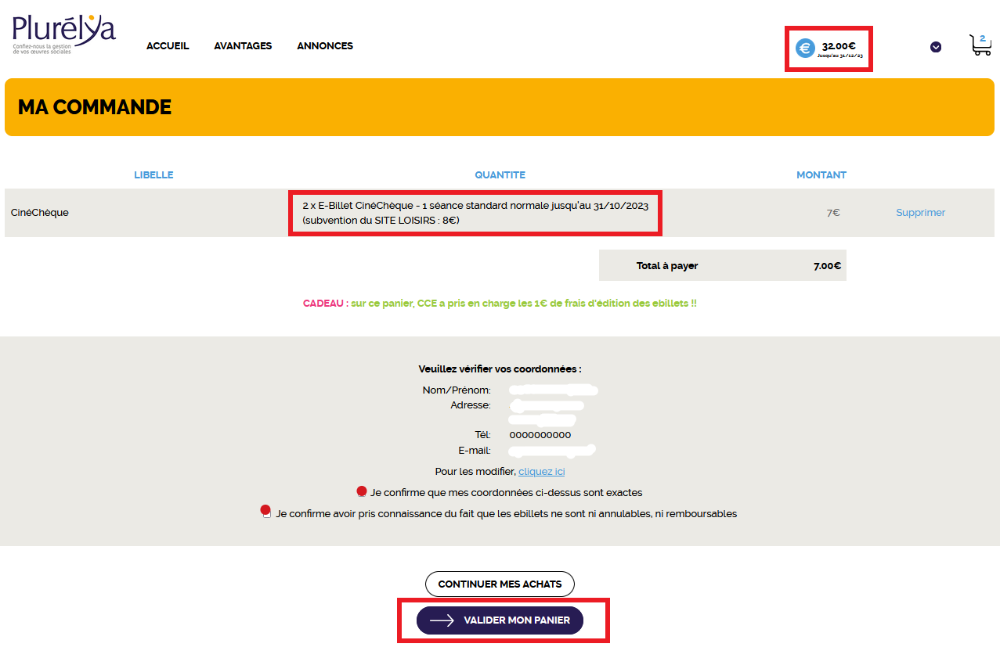 Plurélya
Confiez-nous la gestion
de vos œuvres sociales
ACCUEIL AVANTAGES ANNONCES
€ 32.00€
Jusqu'au 31/12/23
2
MA COMMANDE
LIBELLE QUANTITE MONTANT
CinéChèque
2 x E-Billet CinéChèque - 1 séance standard normale jusqu'au 31/10/2023
(subvention du SITE LOISIRS : 8€)
7€ Supprimer
Total à payer 7.00€
CADEAU : sur ce panier, CCE a pris en charge les 1€ de frais d'édition des ebillets !!
Veuillez vérifier vos coordonnées :
Nom/Prénom:
Adresse:
Tél: 0000000000
E-mail:
Pour les modifier, cliquez ici
Je confirme que mes coordonnées ci-dessus sont exactes
Je confirme avoir pris connaissance du fait que les ebillets ne sont ni annulables, ni remboursables
CONTINUER MES ACHATS
VALIDER MON PANIER